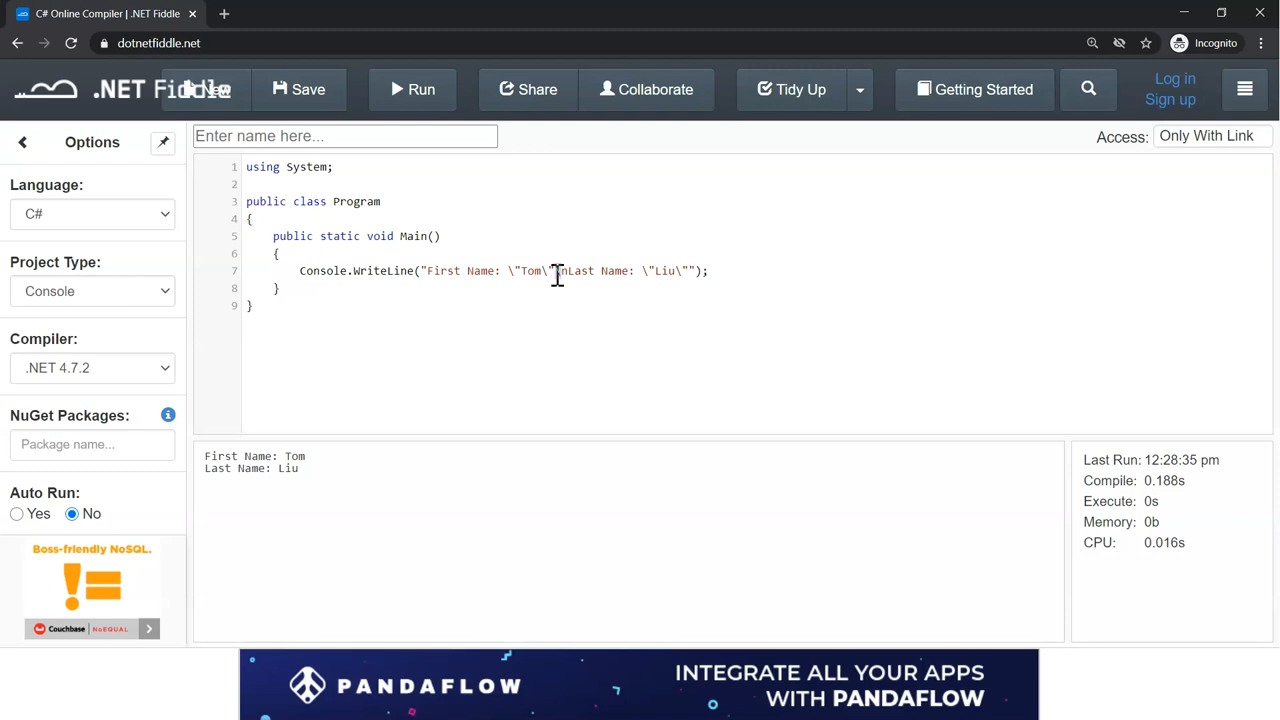 C# Online Compiler | .NET Fiddle
dotnetfiddle.net
Incognito
.NET Fiddle
New
Save
Run
Share
Collaborate
Tidy Up
Getting Started
Log in
Sign up
Options
Enter name here...
Access: Only With Link
Language:
C#
Project Type:
Console
Compiler:
.NET 4.7.2
NuGet Packages:
Package name...
Auto Run:
Yes No
1 using System;
2
3 public class Program
4 {
5 public static void Main()
6 {
7 Console.WriteLine("First Name: \"Tom\"\nLast Name: \"Liu\"");
8 }
9 }
First Name: Tom
Last Name: Liu
Last Run: 12:28:35 pm
Compile: 0.188s
Execute: 0s
Memory: 0b
CPU: 0.016s
Boss-friendly NoSQL.
Couchbase | NoEQUAL
PANDAFLOW
INTEGRATE ALL YOUR APPS
WITH PANDAFLOW